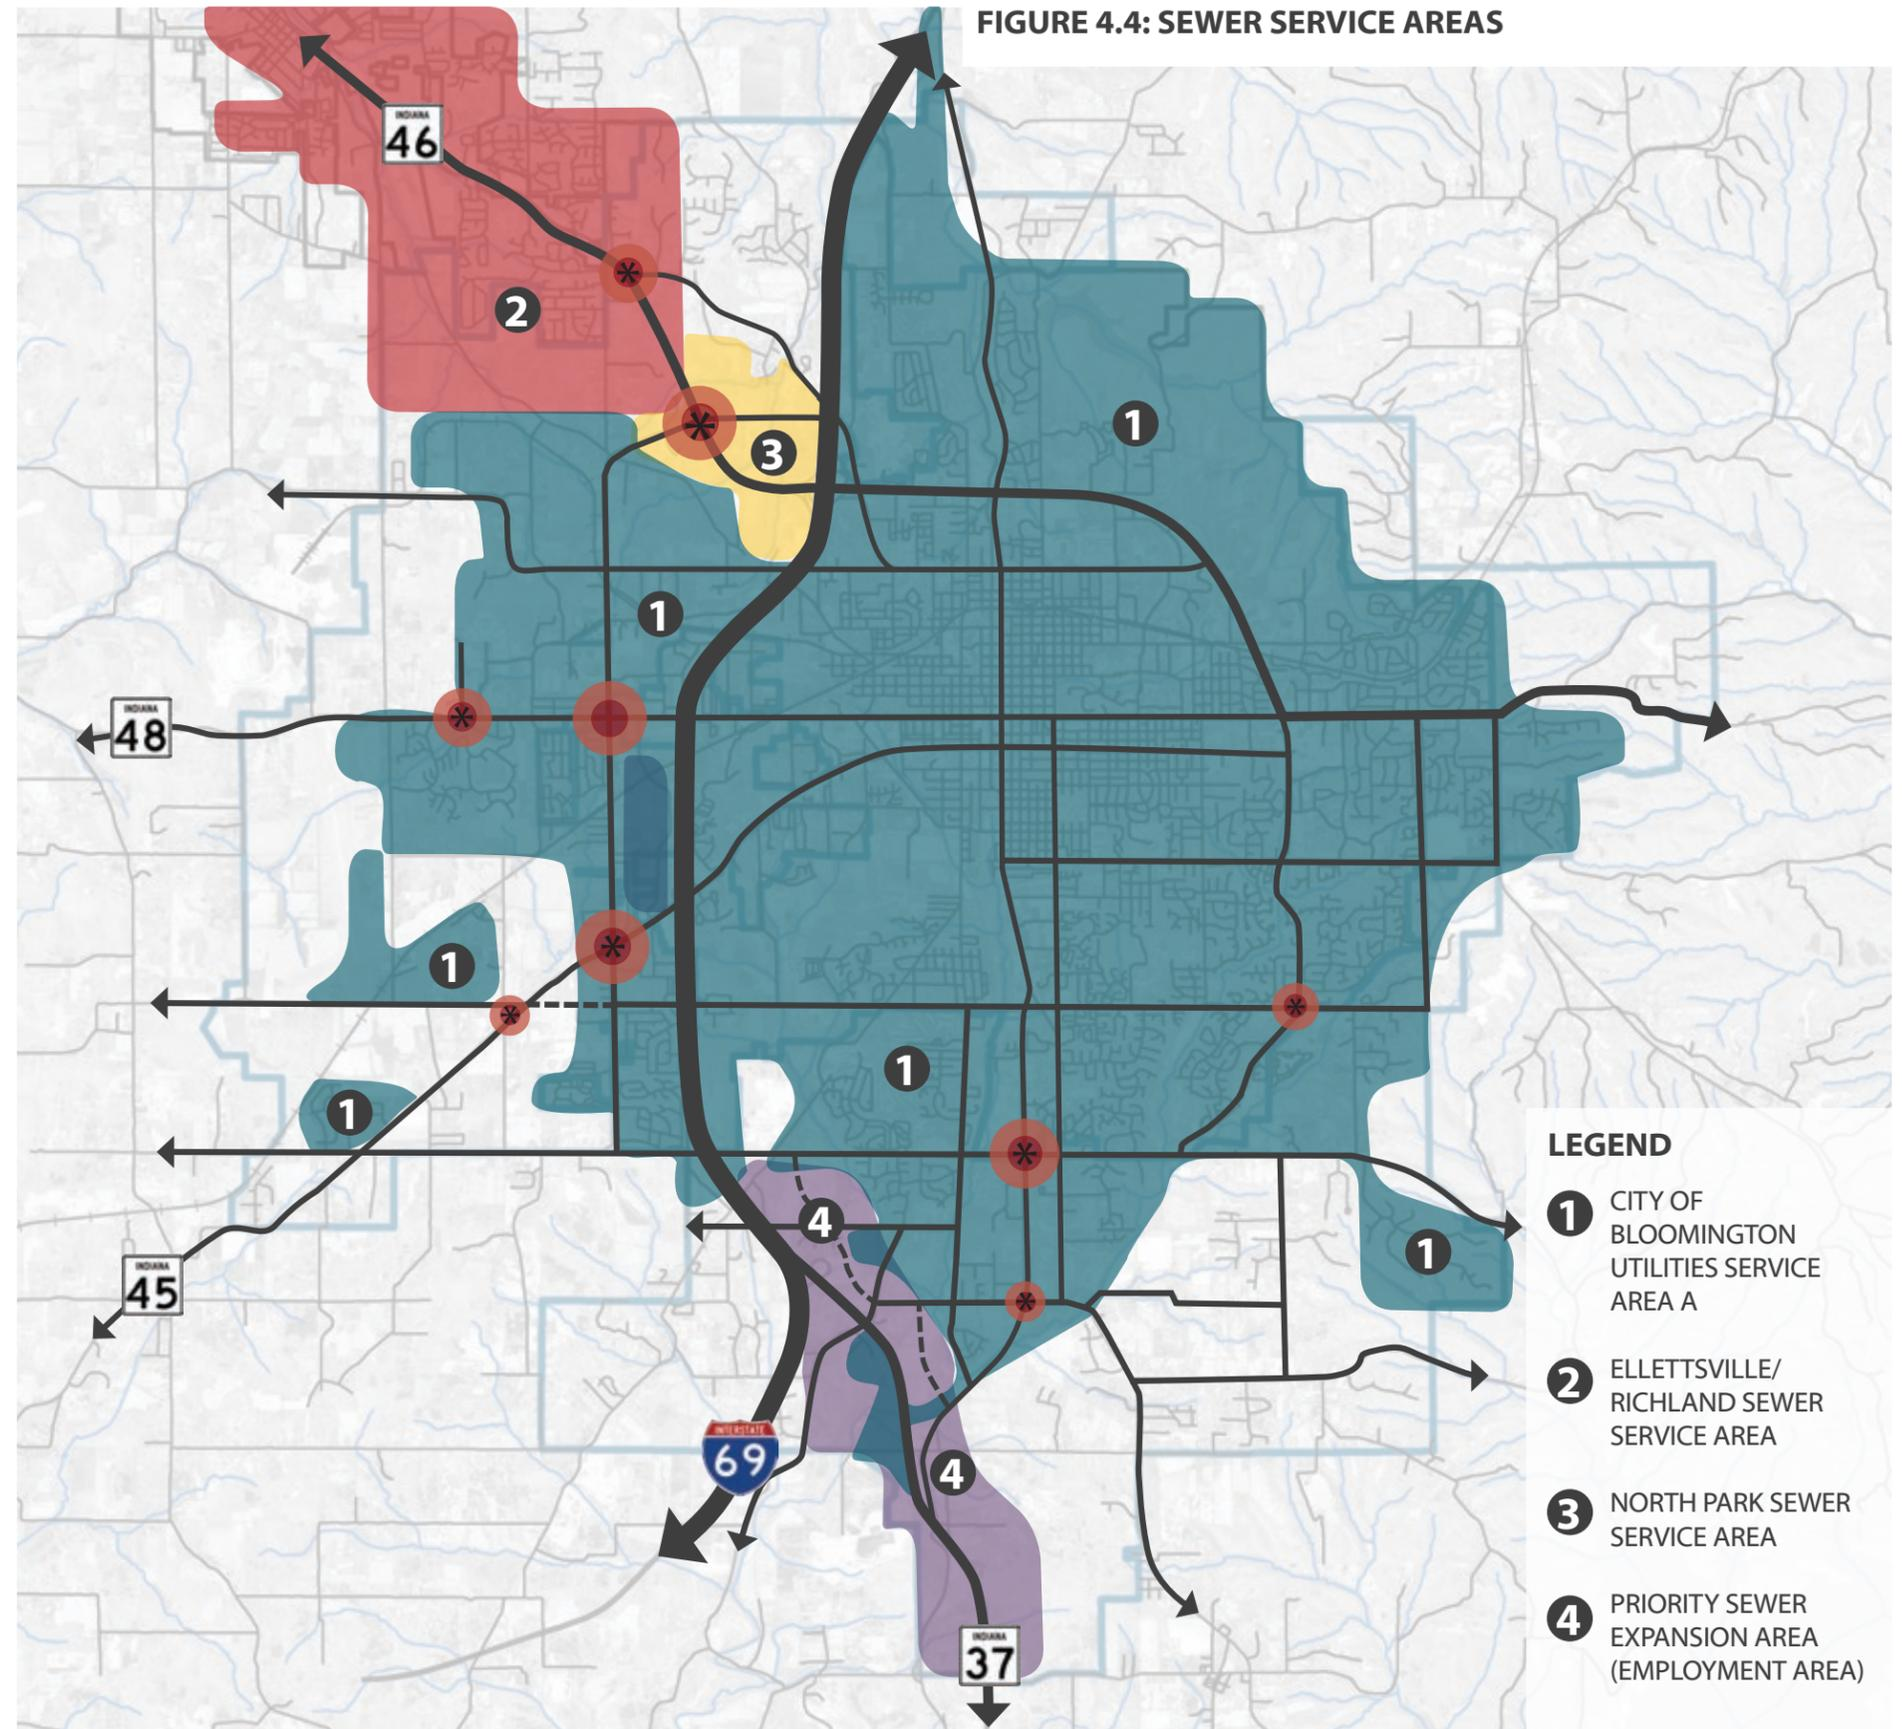 FIGURE 4.4: SEWER SERVICE AREAS
INDIANA
46
2
1
3
1
INDIANA
48
1
1
1
4
1
INDIANA
45
INTERSTATE
69
4
INDIANA
37
LEGEND
1
CITY OF
BLOOMINGTON
UTILITIES SERVICE
AREA A
2
ELLETTSVILLE/
RICHLAND SEWER
SERVICE AREA
3
NORTH PARK SEWER
SERVICE AREA
4
PRIORITY SEWER
EXPANSION AREA
(EMPLOYMENT AREA)